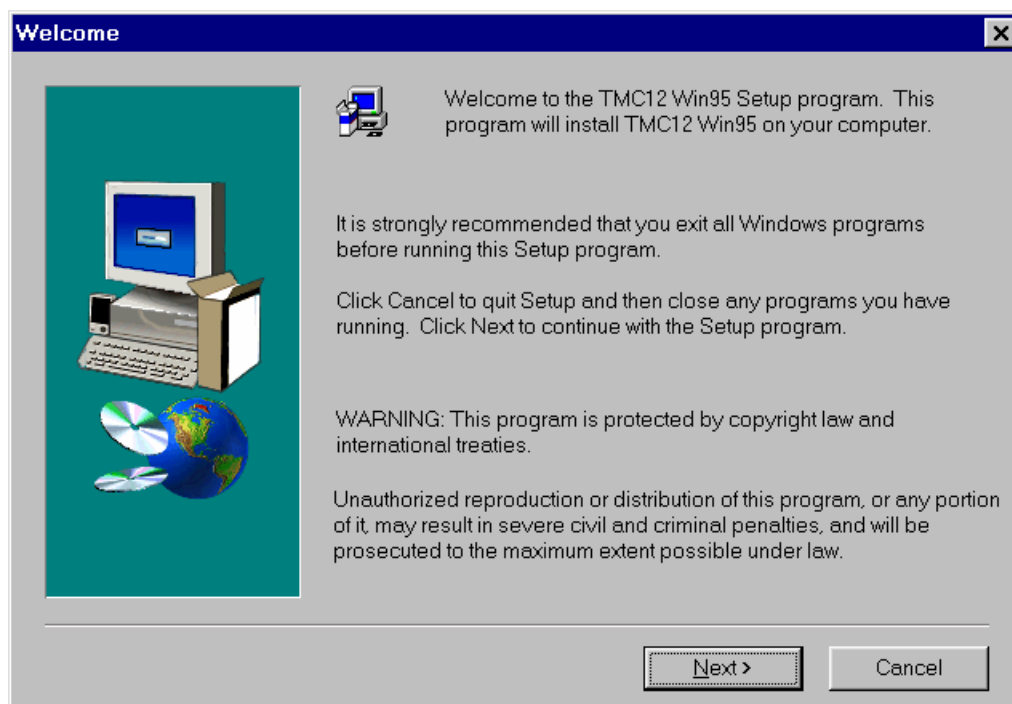 Welcome
Welcome to the TMC12 Win95 Setup program. This
program will install TMC12 Win95 on your computer.
It is strongly recommended that you exit all Windows programs
before running this Setup program.
Click Cancel to quit Setup and then close any programs you have
running. Click Next to continue with the Setup program.
WARNING: This program is protected by copyright law and
international treaties.
Unauthorized reproduction or distribution of this program, or any portion
of it, may result in severe civil and criminal penalties, and will be
prosecuted to the maximum extent possible under law.
Next >
Cancel